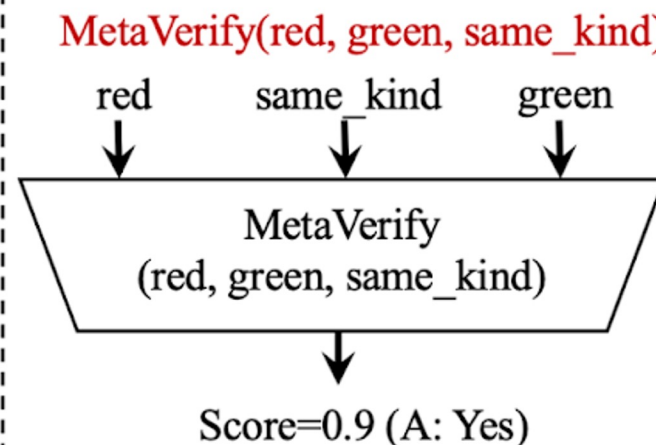 MetaVerify(red, green, same_kind)
red same_kind green
MetaVerify
(red, green, same_kind)
Score=0.9 (A: Yes)